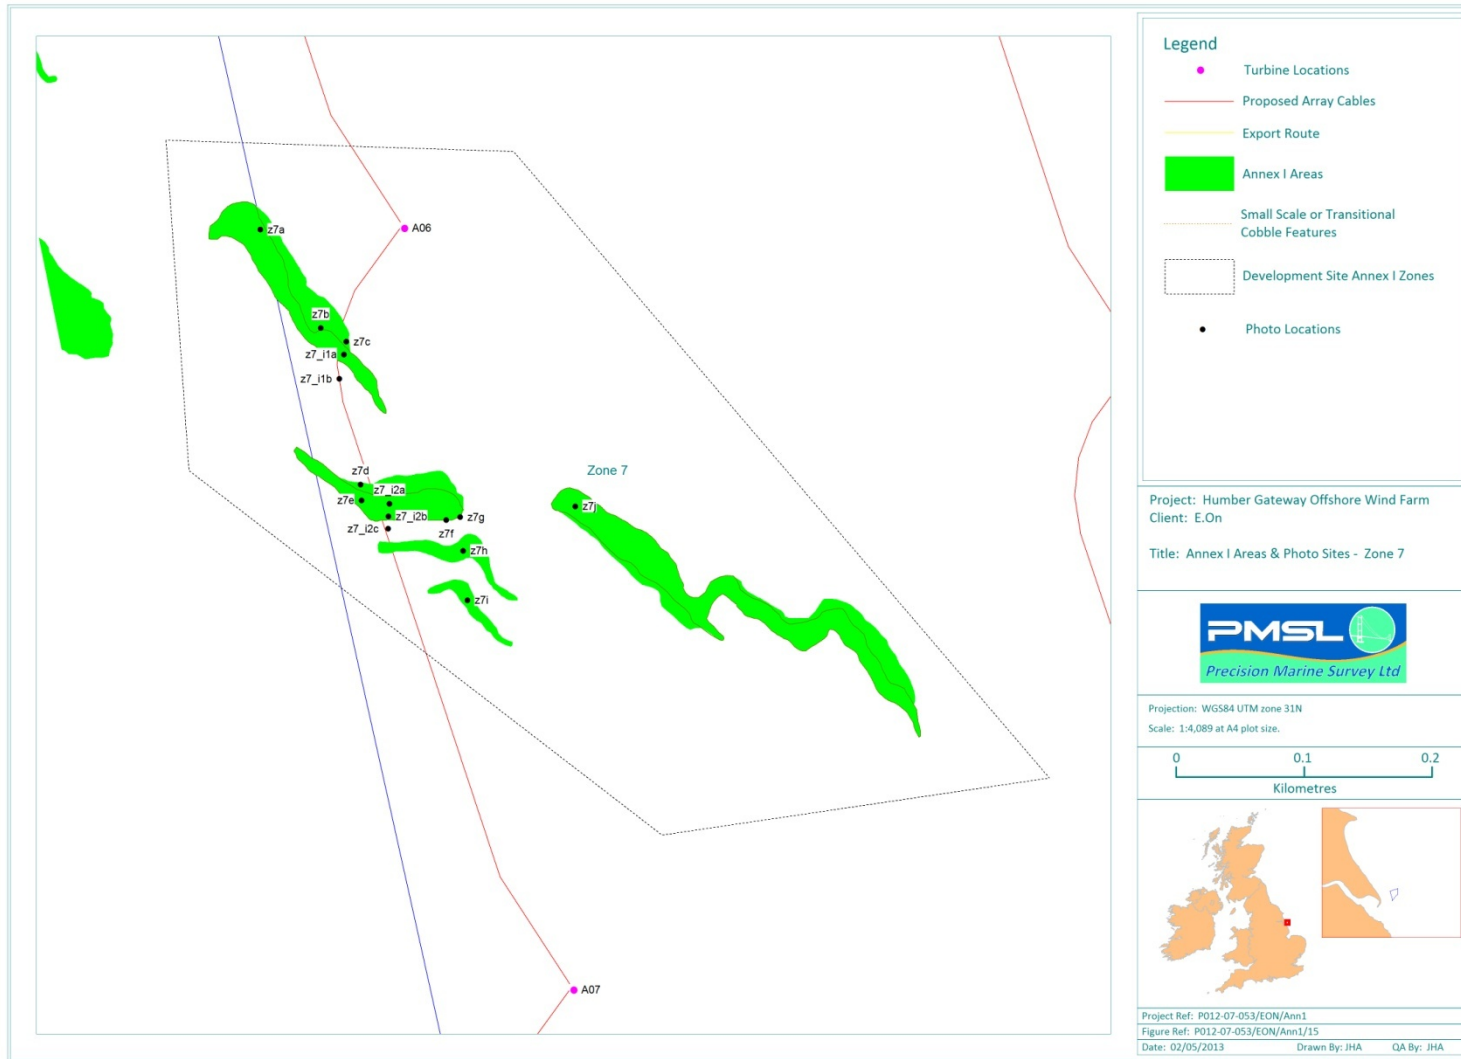 A06
z7a
z7b
z7c
z7_i1a
z7_i1b
z7d
z7_i2a
z7e
z7_i2b
z7g
z7_i2c
z7f
z7h
z7i
Zone 7
z7j
A07
Legend
Turbine Locations
Proposed Array Cables
Export Route
Annex I Areas
Small Scale or Transitional
Cobble Features
Development Site Annex I Zones
Photo Locations
Project: Humber Gateway Offshore Wind Farm
Client: E.On
Title: Annex I Areas & Photo Sites - Zone 7
PMSL
Precision Marine Survey Ltd
Projection: WGS84 UTM zone 31N
Scale: 1:4,089 at A4 plot size.
0 0.1 0.2
Kilometres
Project Ref: P012-07-053/EON/Ann1
Figure Ref: P012-07-053/EON/Ann1/15
Date: 02/05/2013 Drawn By: JHA QA By: JHA